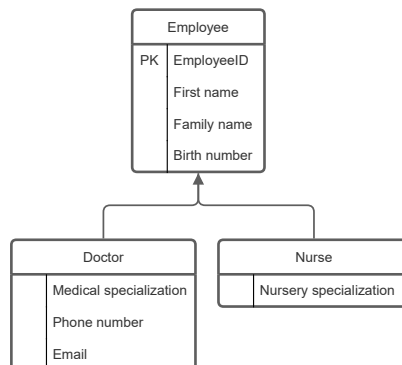 Employee
PK EmployeeID
First name
Family name
Birth number
Doctor
Medical specialization
Phone number
Email
Nurse
Nursery specialization